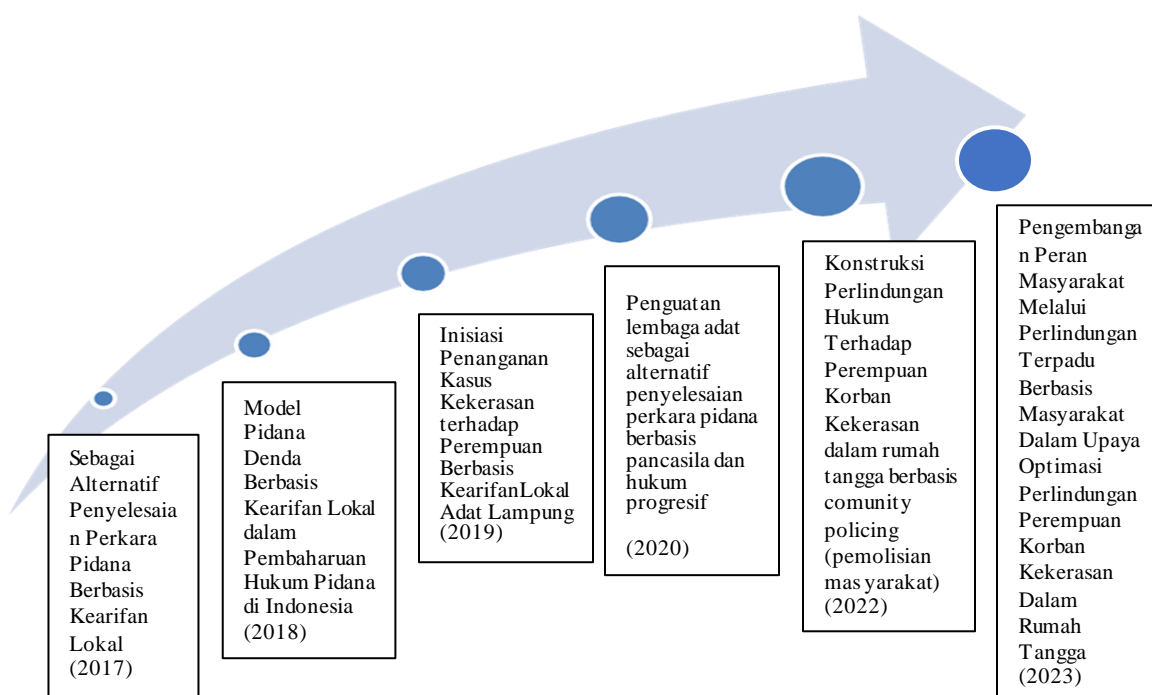 Sebagai
Alternatif
Penyelesaia
n Perkara
Pidana
Berbasis
Kearifan
Lokal
(2017)
Model
Pidana
Denda
Berbasis
Kearifan Lokal
dalam
Pembaharuan
Hukum Pidana
di Indonesia
(2018)
Inisiasi
Penanganan
Kasus
Kekerasan
terhadap
Perempuan
Berbasis
KearifanLokal
Adat Lampung
(2019)
Penguatan
lembaga adat
sebagai
alternatif
penyelesaian
perkara pidana
berbasis
pancasila dan
hukum
progresif
(2020)
Konstruksi
Perlindungan
Hukum
Terhadap
Perempuan
Korban
Kekerasan
dalam rumah
tangga berbasis
comunity
policing
(pemolisian
mas yarakat)
(2022)
Pengembanga
n Peran
Masyarakat
Melalui
Perlindungan
Terpadu
Berbasis
Masyarakat
Dalam Upaya
Optimasi
Perlindungan
Perempuan
Korban
Kekerasan
Dalam
Rumah
Tangga
(2023)